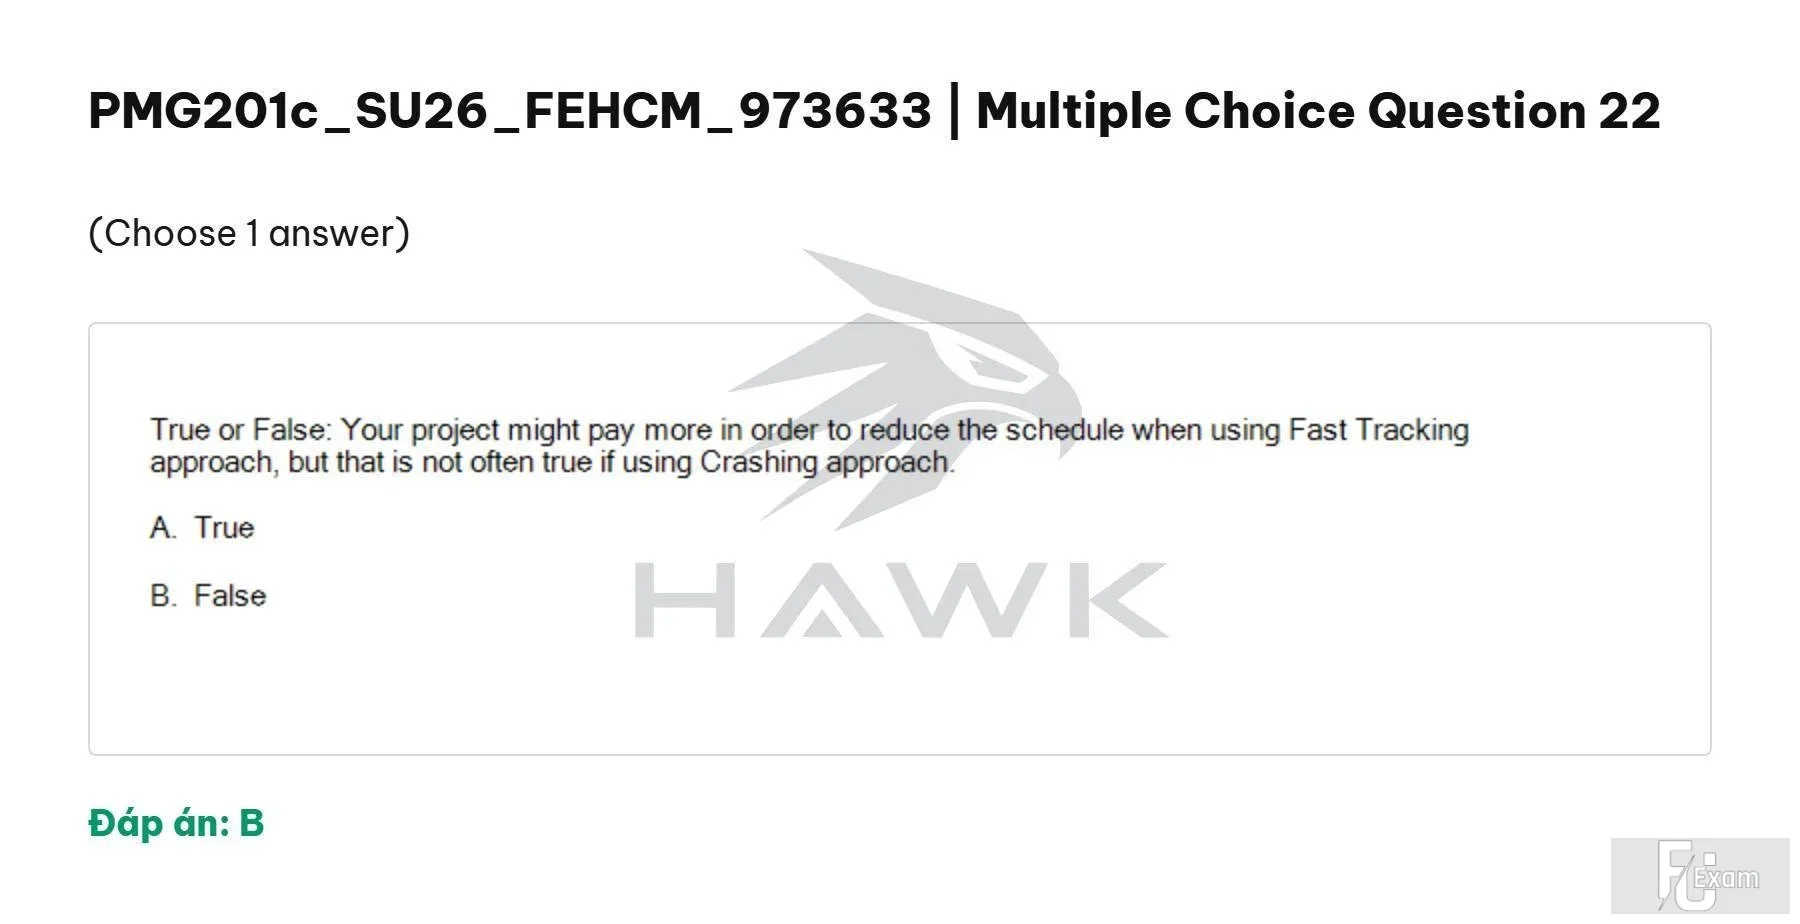 PMG201c_SU26_FEHCM_973633 | Multiple Choice Question 22
(Choose 1 answer)
True or False: Your project might pay more in order to reduce the schedule when using Fast Tracking
approach, but that is not often true if using Crashing approach.
A. True
B. False
HAWK
Đáp án: B
FU Exam